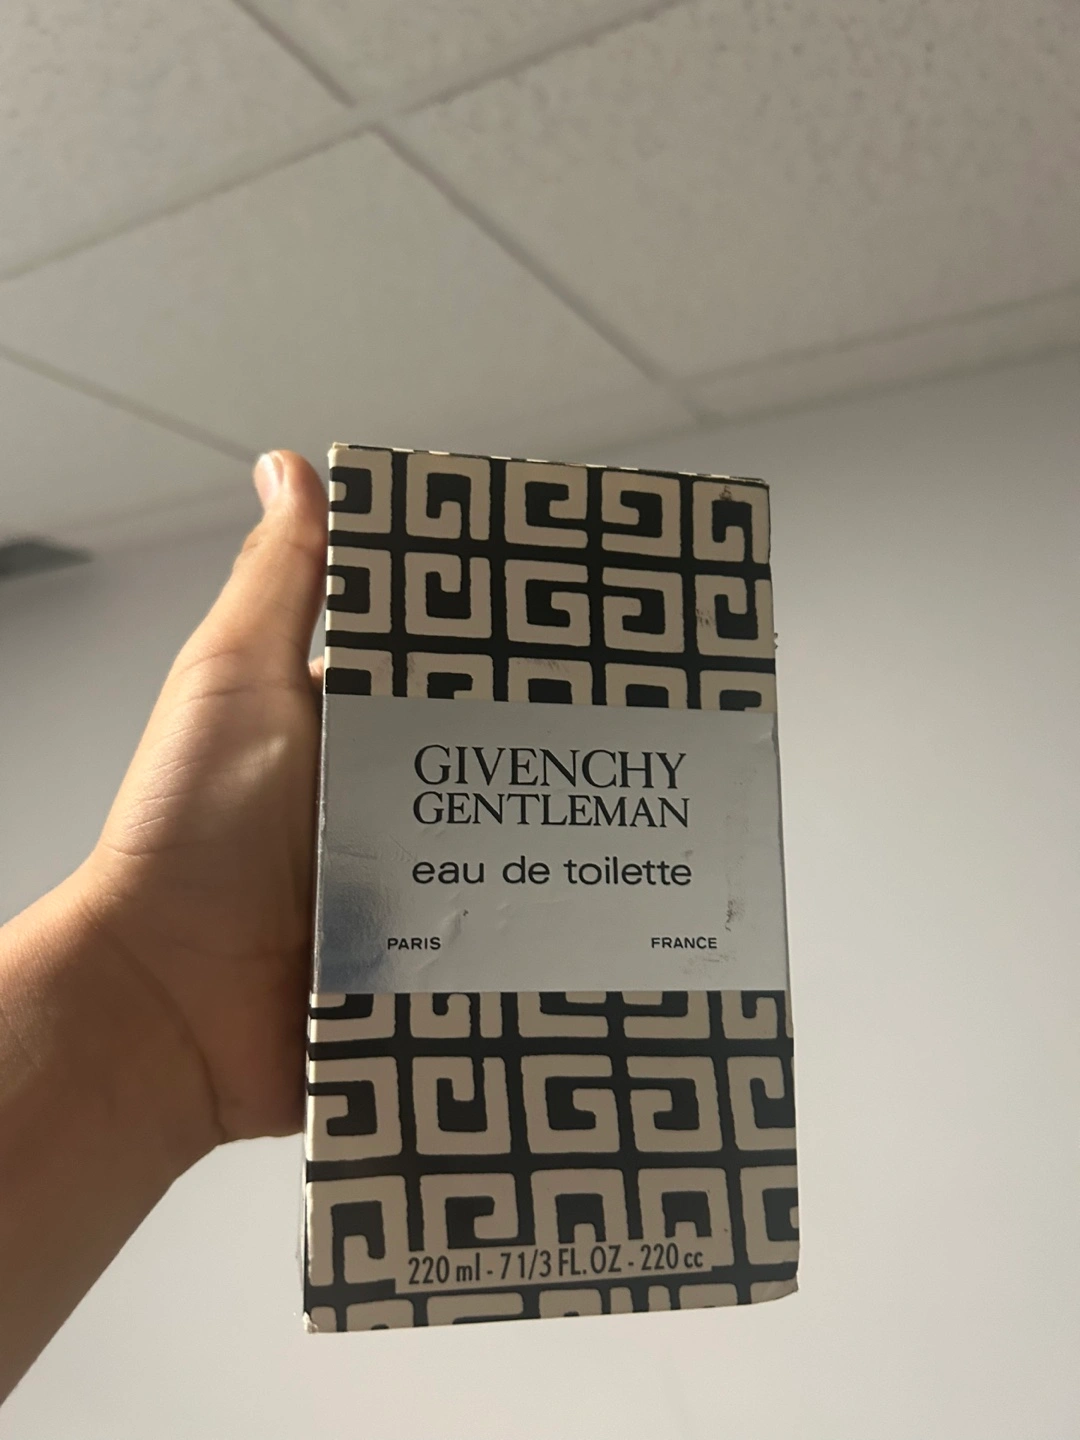 GIVENCHY
GENTLEMAN
eau de toilette
PARIS FRANCE
220 ml - 7 1/3 FL. OZ - 220 cc